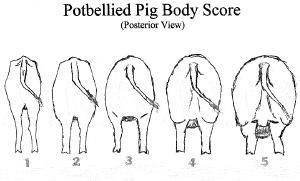 Potbellied Pig Body Score
(Posterior View)
1 2 3 4 5